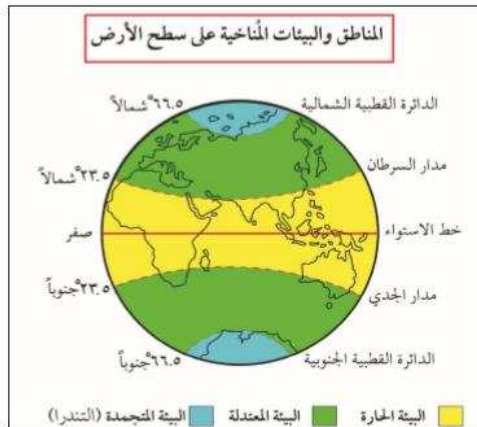 المناطق والبيئات المُناخية على سطح الأرض
الدائرة القطبية الشمالية
٦٦.٥° شمالاً
مدار السرطان
٢٣.٥° شمالاً
خط الاستواء
صفر
مدار الجدي
٢٣.٥° جنوباً
الدائرة القطبية الجنوبية
٦٦.٥° جنوباً
البيئة الحارة
البيئة المعتدلة
البيئة المتجمدة (التندرا)